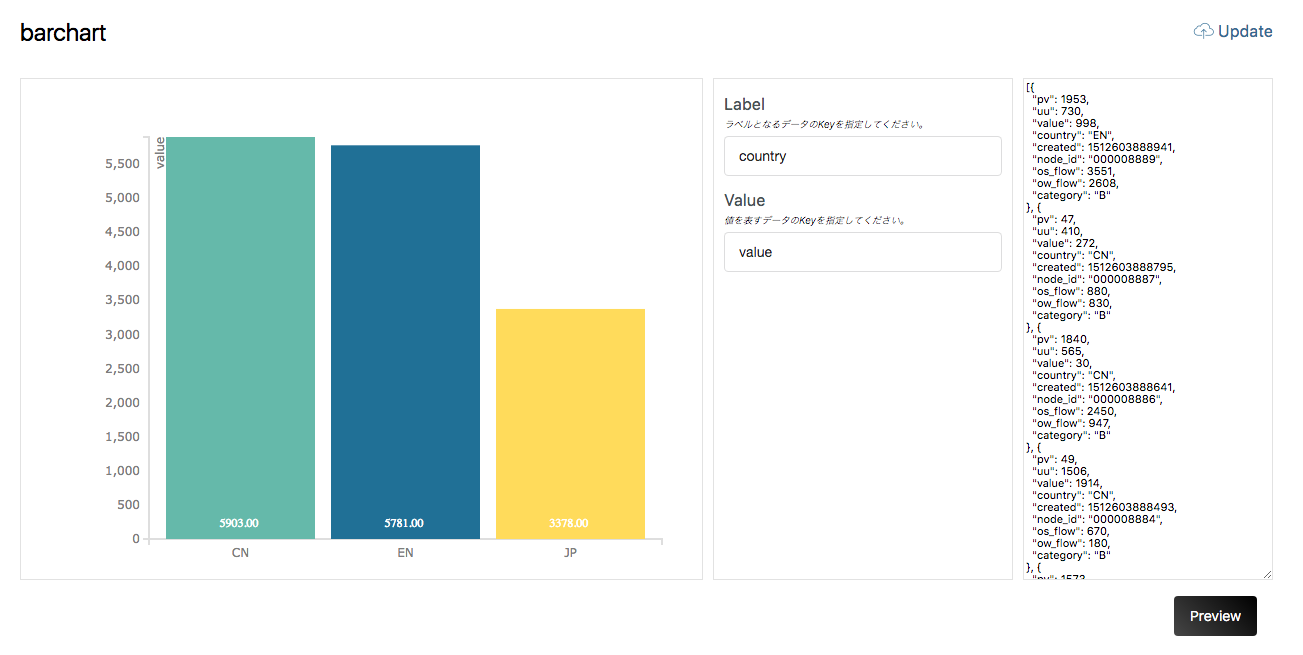 barchart
Update
value
5,500
5,000
4,500
4,000
3,500
3,000
2,500
2,000
1,500
1,000
500
0
5903.00
5781.00
3378.00
CN
EN
JP
Label
ラベルとなるデータのKeyを指定してください。
country
Value
値を表すデータのKeyを指定してください。
value
[{
"pv": 1953,
"uu": 730,
"value": 998,
"country": "EN",
"created": 1512603888941,
"node_id": "000008889",
"os_flow": 3551,
"ow_flow": 2608,
"category": "B"
}, {
"pv": 47,
"uu": 410,
"value": 272,
"country": "CN",
"created": 1512603888795,
"node_id": "000008887",
"os_flow": 880,
"ow_flow": 830,
"category": "B"
}, {
"pv": 1840,
"uu": 565,
"value": 30,
"country": "CN",
"created": 1512603888641,
"node_id": "000008886",
"os_flow": 2450,
"ow_flow": 947,
"category": "B"
}, {
"pv": 49,
"uu": 1506,
"value": 1914,
"country": "CN",
"created": 1512603888493,
"node_id": "000008884",
"os_flow": 670,
"ow_flow": 180,
"category": "B"
}, {
"pv": 1573
Preview